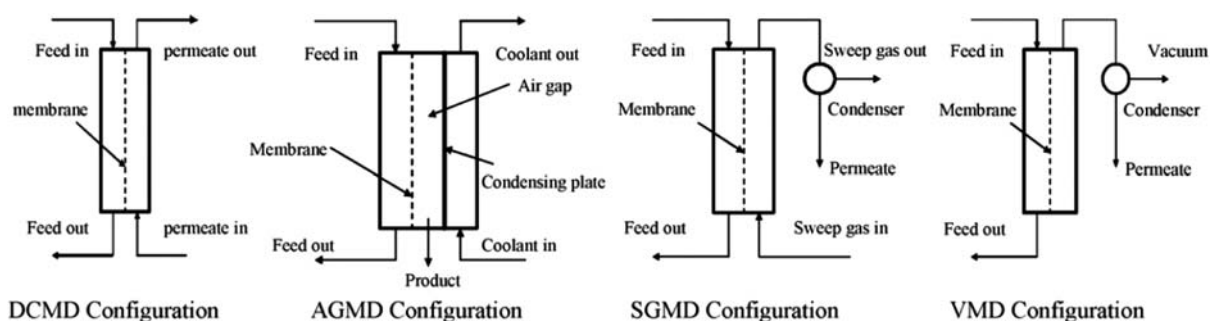 Feed in
permeate out
membrane
Feed out
permeate in
DCMD Configuration
Feed in
Coolant out
Air gap
Membrane
Condensing plate
Feed out
Coolant in
Product
AGMD Configuration
Feed in
Sweep gas out
Membrane
Condenser
Permeate
Feed out
Sweep gas in
SGMD Configuration
Feed in
Vacuum
Membrane
Condenser
Permeate
Feed out
VMD Configuration